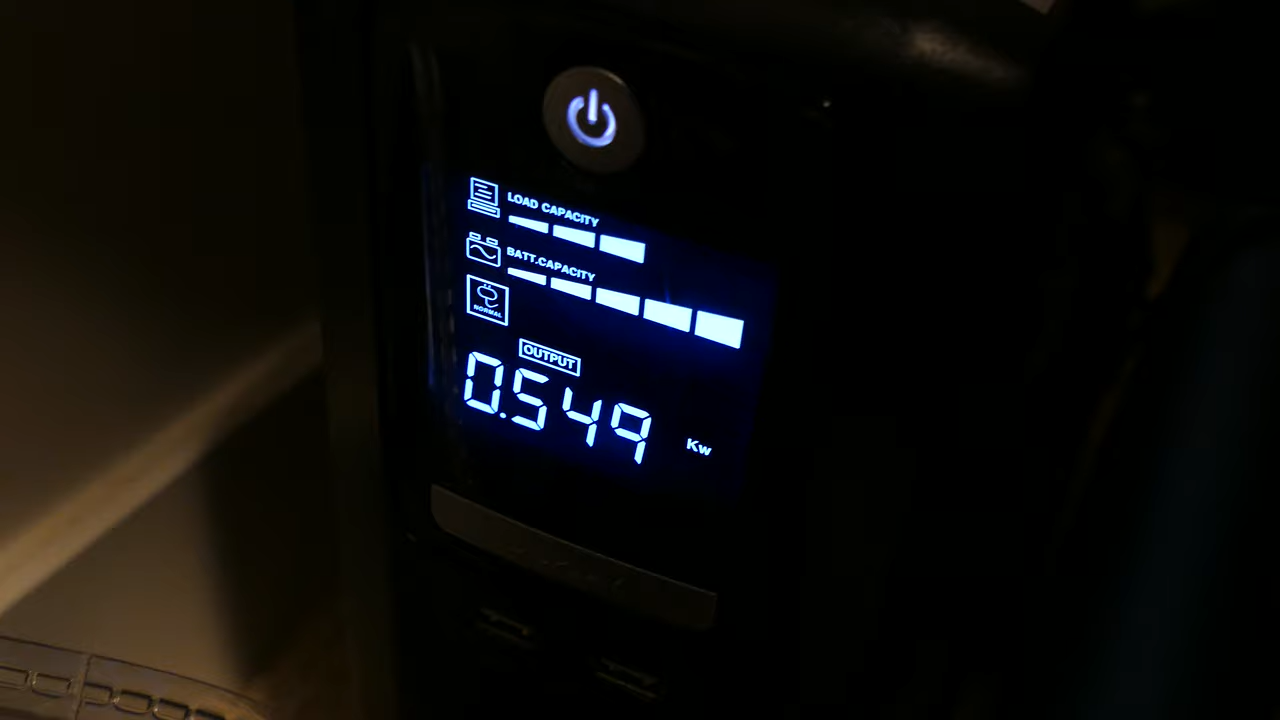 LOAD CAPACITY
BATT.CAPACITY
NORMAL
OUTPUT
0.549 Kw